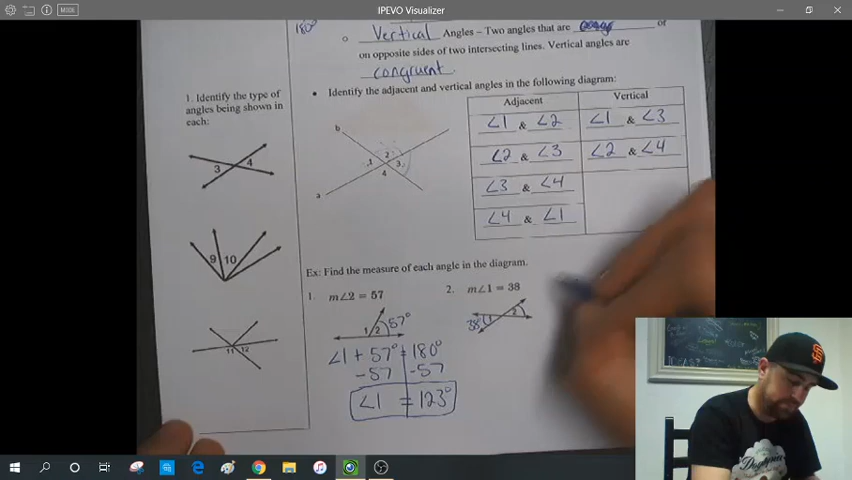 IPEVO Visualizer
MODE
180°
○ Vertical Angles – Two angles that are of
on opposite sides of two intersecting lines. Vertical angles are
congruent.
• Identify the adjacent and vertical angles in the following diagram:
1. Identify the type of
angles being shown in
each:
3 4
9 10
11 12
b
2
1 3
4
a
Adjacent Vertical
∠1 & ∠2 ∠1 & ∠3
∠2 & ∠3 ∠2 & ∠4
∠3 & ∠4
∠4 & ∠1
Ex: Find the measure of each angle in the diagram.
1. m∠2 = 57
1 2 57°
∠1 + 57° = 180°
-57 -57
∠1 = 123°
2. m∠1 = 38
38 1 2
SF